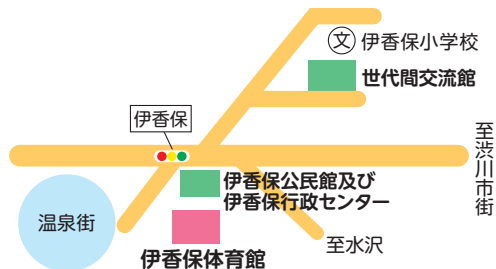 文 伊香保小学校
世代間交流館
伊香保
至渋川市街
伊香保公民館及び
伊香保行政センター
温泉街
至水沢
伊香保体育館